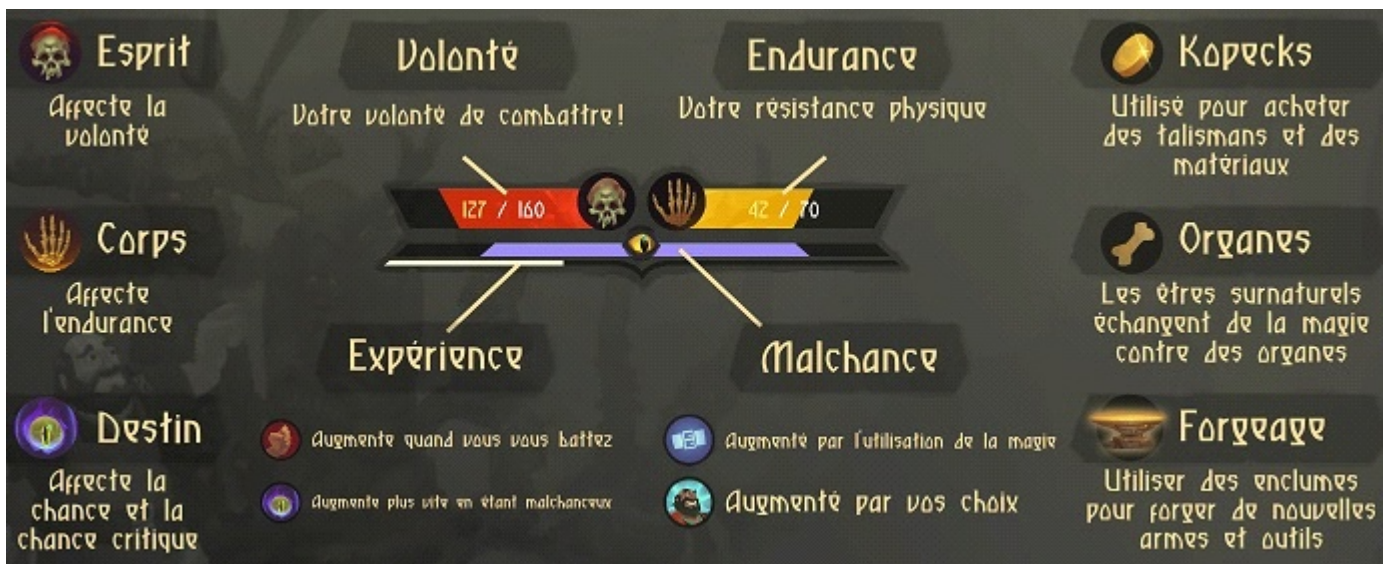 Esprit
Affecte la
volonté
Corps
Affecte
l'endurance
Destin
Affecte la
chance et la
chance critique
Volonté
Votre volonté de combattre!
Endurance
Votre résistance physique
127 / 160
42 / 70
Expérience
Augmente quand vous vous battez
Augmente plus vite en étant malchanceux
Malchance
Augmenté par l'utilisation de la magie
Augmenté par vos choix
Kopecks
Utilisé pour acheter
des talismans et des
matériaux
Organes
Les êtres surnaturels
échangent de la magie
contre des organes
Forgeage
Utiliser des enclumes
pour forger de nouvelles
armes et outils